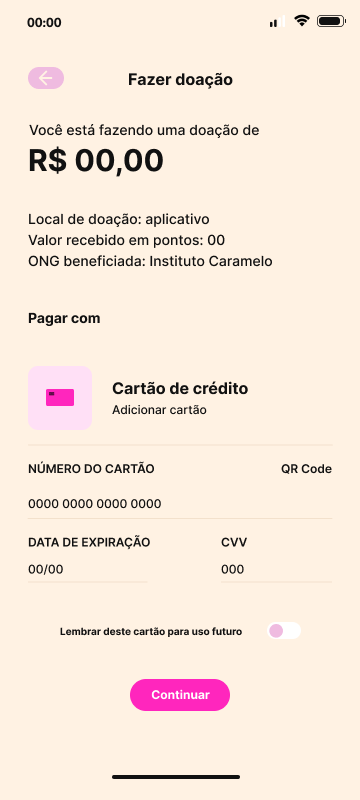 00:00
Fazer doação
Você está fazendo uma doação de
R$ 00,00
Local de doação: aplicativo
Valor recebido em pontos: 00
ONG beneficiada: Instituto Caramelo
Pagar com
Cartão de crédito
Adicionar cartão
NÚMERO DO CARTÃO QR Code
0000 0000 0000 0000
DATA DE EXPIRAÇÃO CVV
00/00 000
Lembrar deste cartão para uso futuro
Continuar